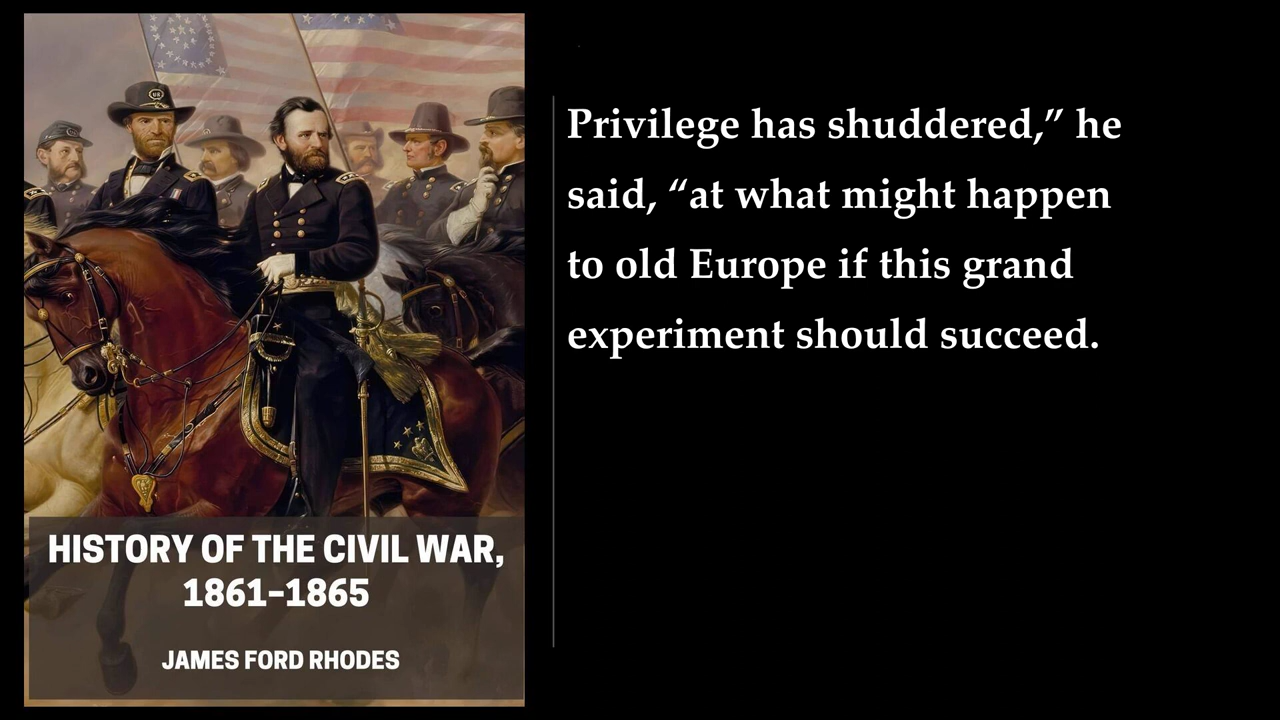 HISTORY OF THE CIVIL WAR,
1861–1865
JAMES FORD RHODES
Privilege has shuddered,” he
said, “at what might happen
to old Europe if this grand
experiment should succeed.